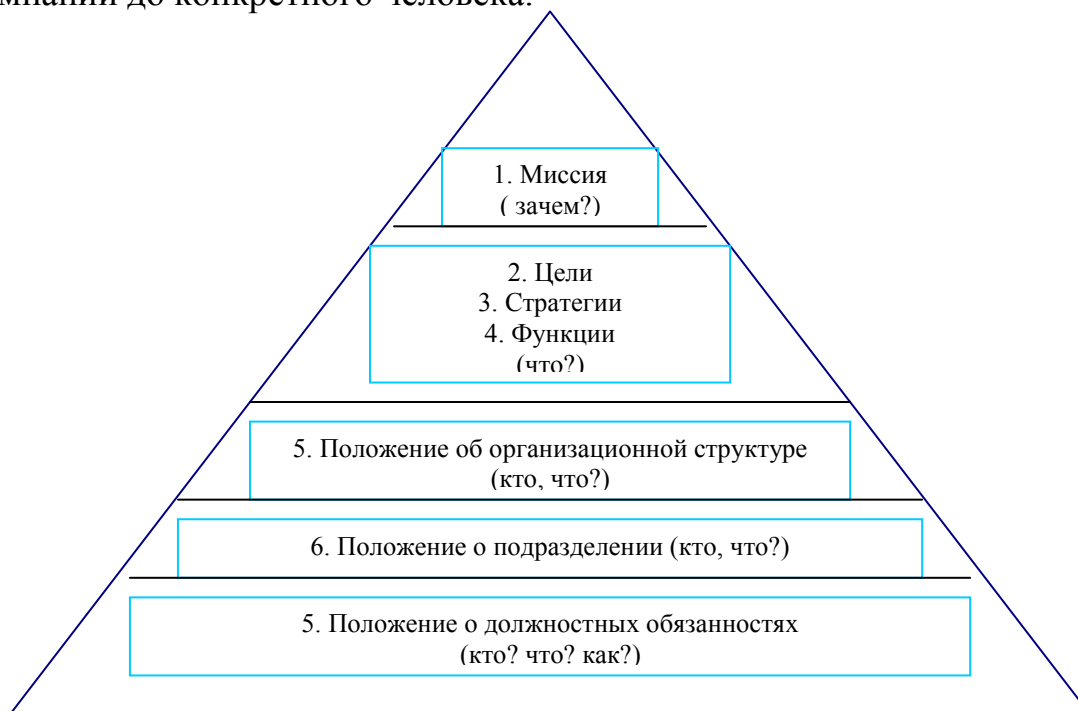 до конкретного человека.
1. Миссия
( зачем?)
2. Цели
3. Стратегии
4. Функции
(что?)
5. Положение об организационной структуре
(кто, что?)
6. Положение о подразделении (кто, что?)
5. Положение о должностных обязанностях
(кто? что? как?)